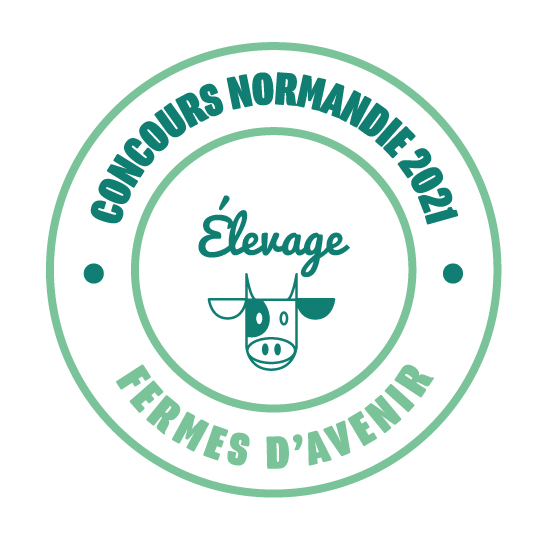 CONCOURS NORMANDIE 2021
Élevage
FERMES D'AVENIR